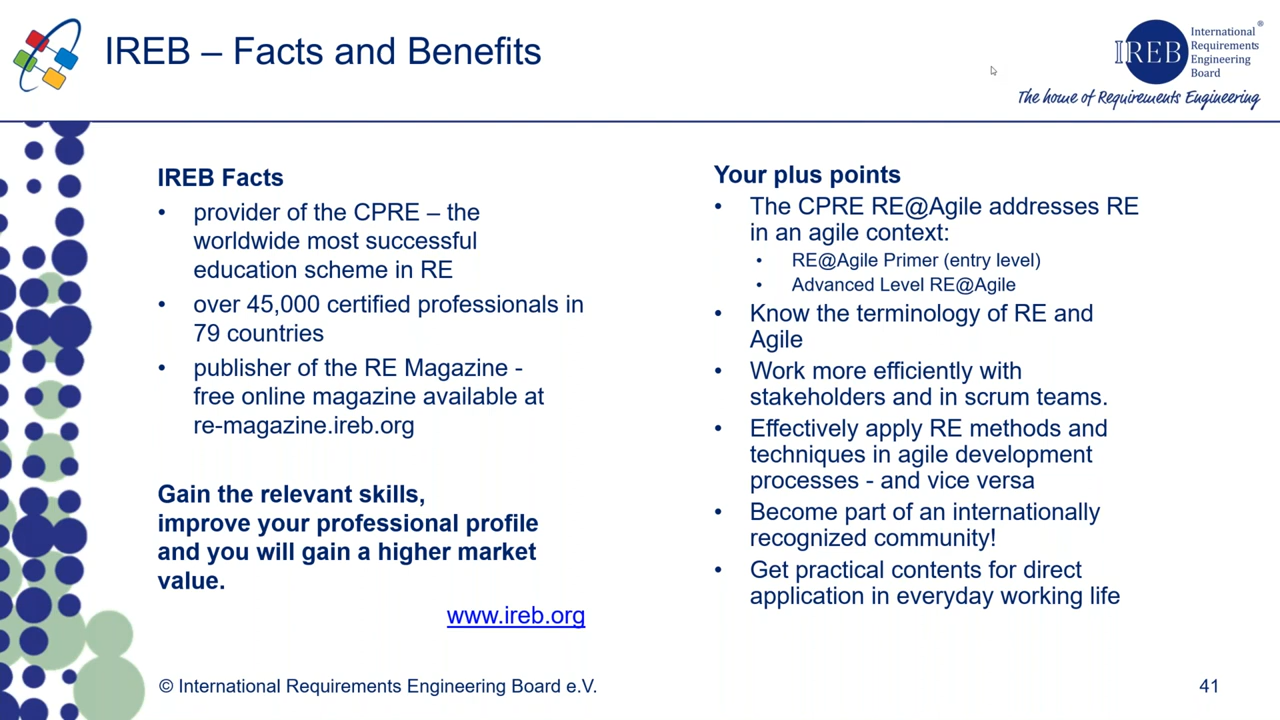 IREB – Facts and Benefits
IREB
International
Requirements
Engineering
Board
®
The home of Requirements Engineering
IREB Facts
• provider of the CPRE – the
worldwide most successful
education scheme in RE
• over 45,000 certified professionals in
79 countries
• publisher of the RE Magazine -
free online magazine available at
re-magazine.ireb.org
Gain the relevant skills,
improve your professional profile
and you will gain a higher market
value.
www.ireb.org
Your plus points
• The CPRE RE@Agile addresses RE
in an agile context:
• RE@Agile Primer (entry level)
• Advanced Level RE@Agile
• Know the terminology of RE and
Agile
• Work more efficiently with
stakeholders and in scrum teams.
• Effectively apply RE methods and
techniques in agile development
processes - and vice versa
• Become part of an internationally
recognized community!
• Get practical contents for direct
application in everyday working life
© International Requirements Engineering Board e.V.
41